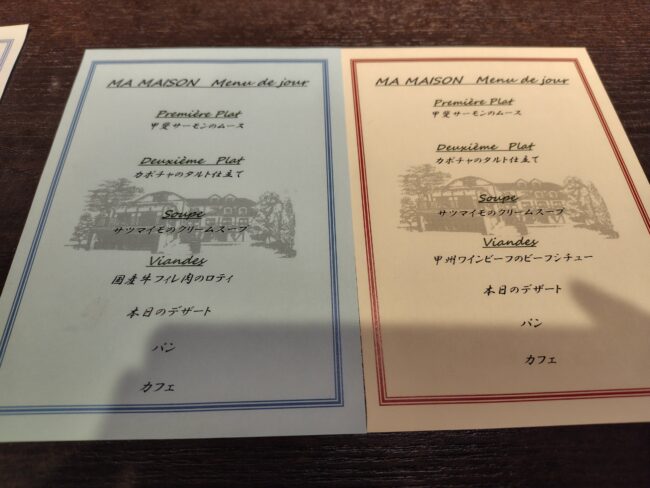 MA MAISON Menu de jour
Première Plat
甲斐サーモンのムース
Deuxième Plat
カボチャのタルト仕立て
Soupe
サツマイモのクリームスープ
Viandes
国産牛フィレ肉のロティ
本日のデザート
パン
カフェ
MA MAISON Menu de jour
Première Plat
甲斐サーモンのムース
Deuxième Plat
カボチャのタルト仕立て
Soupe
サツマイモのクリームスープ
Viandes
甲州ワインビーフのビーフシチュー
本日のデザート
パン
カフェ